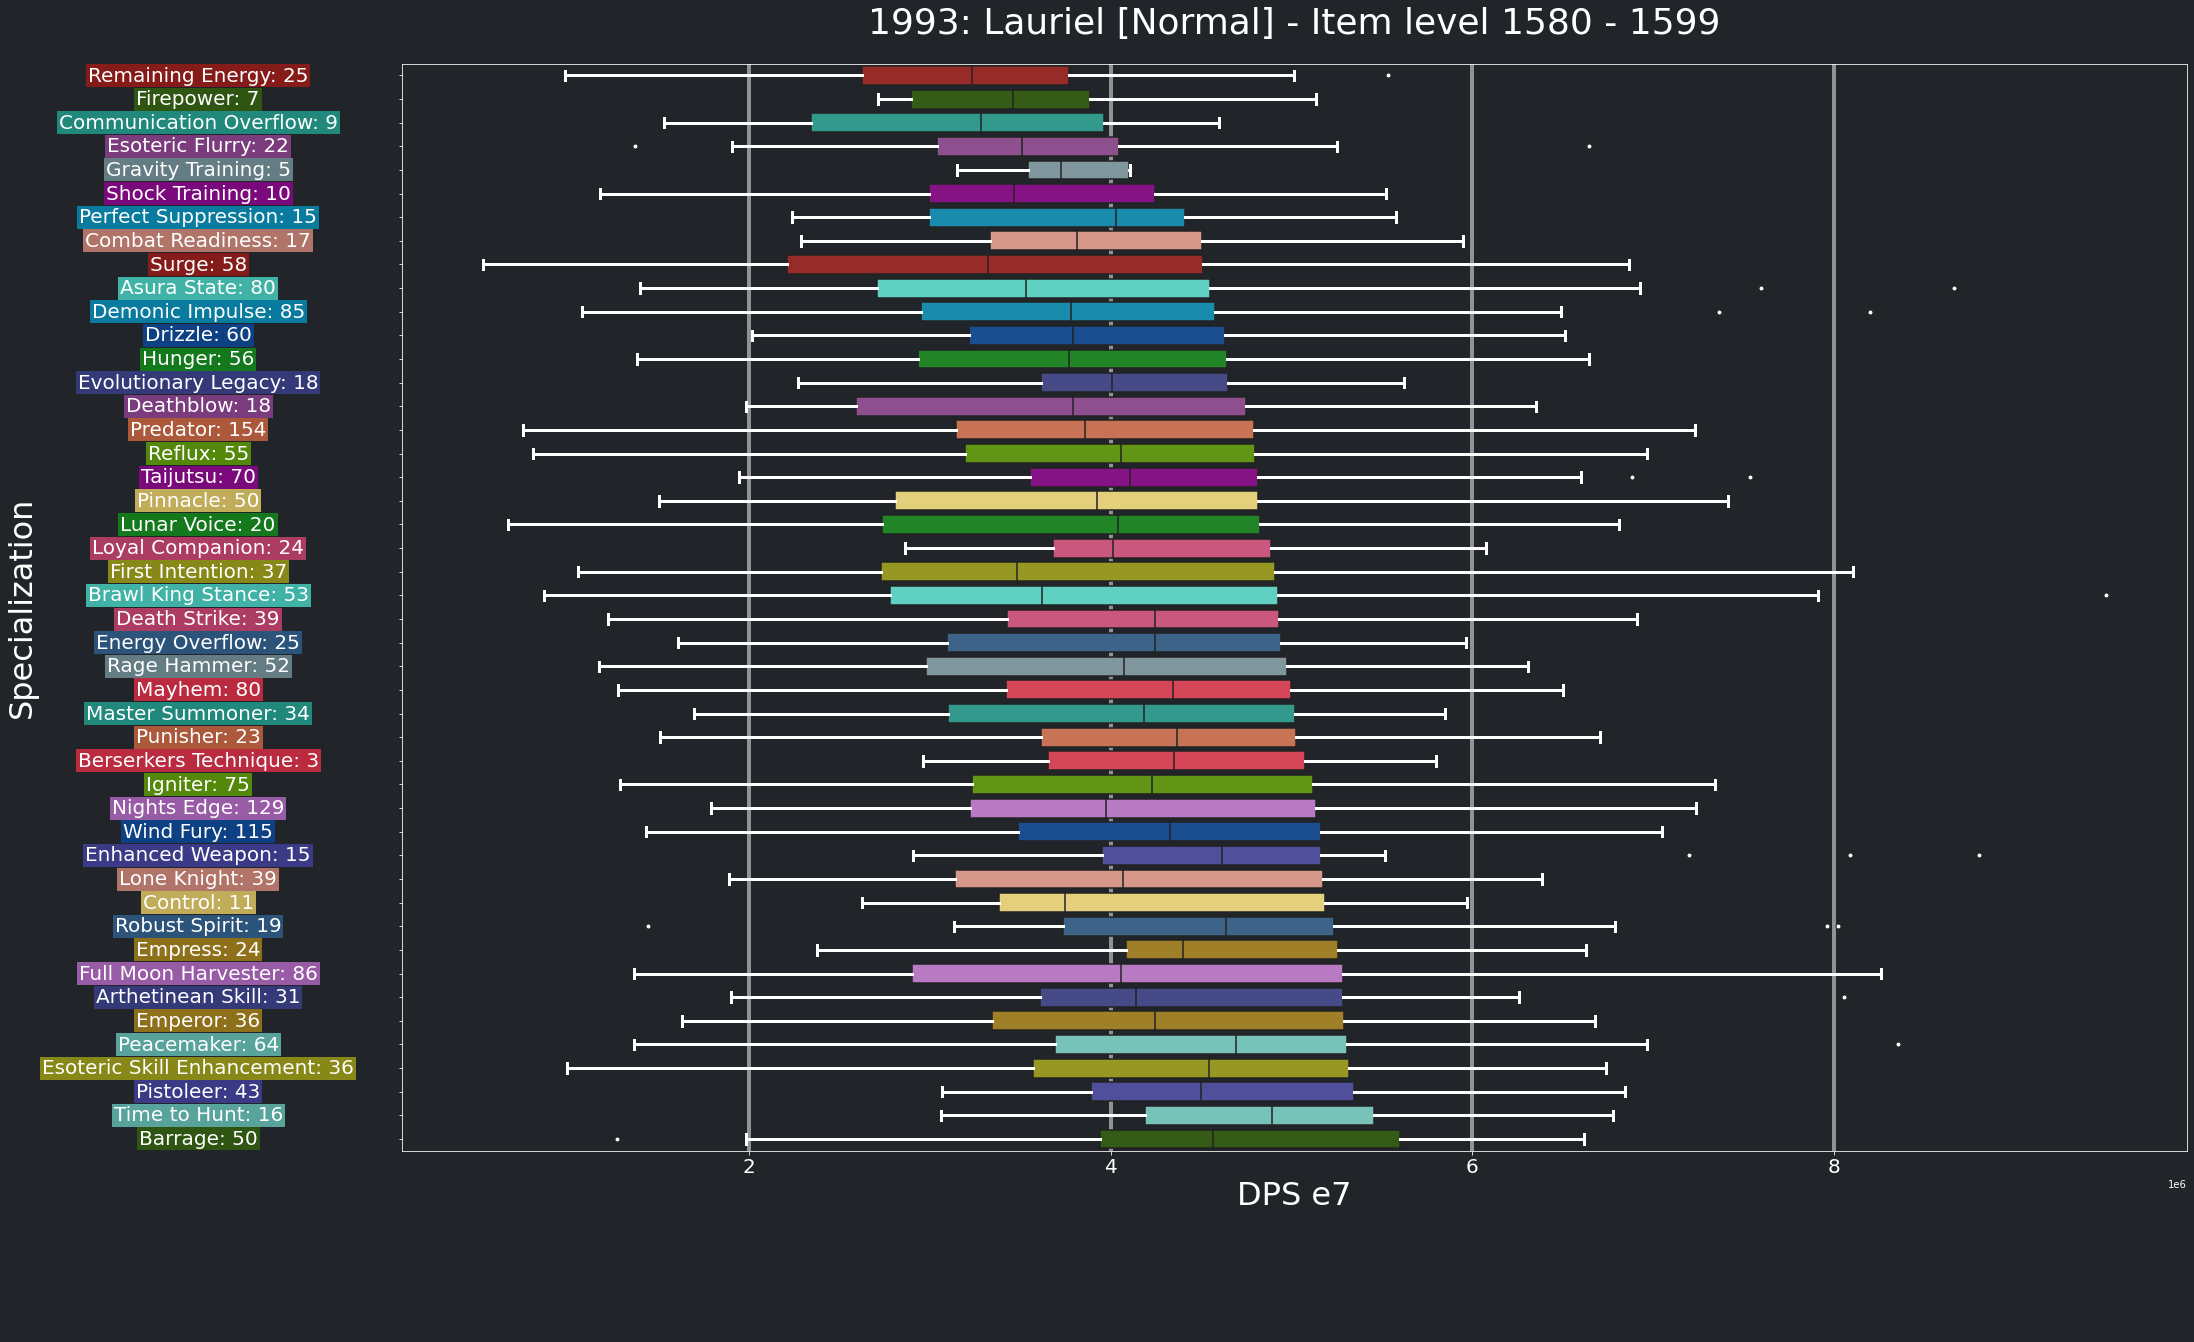 1993: Lauriel [Normal] - Item level 1580 - 1599
Specialization
Remaining Energy: 25
Firepower: 7
Communication Overflow: 9
Esoteric Flurry: 22
Gravity Training: 5
Shock Training: 10
Perfect Suppression: 15
Combat Readiness: 17
Surge: 58
Asura State: 80
Demonic Impulse: 85
Drizzle: 60
Hunger: 56
Evolutionary Legacy: 18
Deathblow: 18
Predator: 154
Reflux: 55
Taijutsu: 70
Pinnacle: 50
Lunar Voice: 20
Loyal Companion: 24
First Intention: 37
Brawl King Stance: 53
Death Strike: 39
Energy Overflow: 25
Rage Hammer: 52
Mayhem: 80
Master Summoner: 34
Punisher: 23
Berserkers Technique: 3
Igniter: 75
Nights Edge: 129
Wind Fury: 115
Enhanced Weapon: 15
Lone Knight: 39
Control: 11
Robust Spirit: 19
Empress: 24
Full Moon Harvester: 86
Arthetinean Skill: 31
Emperor: 36
Peacemaker: 64
Esoteric Skill Enhancement: 36
Pistoleer: 43
Time to Hunt: 16
Barrage: 50
2 4 6 8
DPS e7
1e6